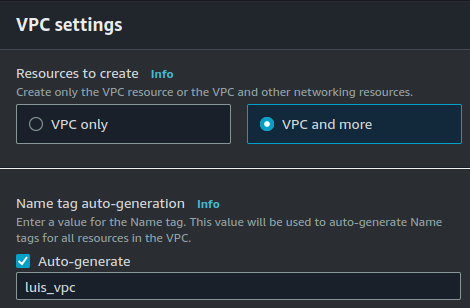 VPC settings
Resources to create Info
Create only the VPC resource or the VPC and other networking resources.
VPC only
VPC and more
Name tag auto-generation Info
Enter a value for the Name tag. This value will be used to auto-generate Name
tags for all resources in the VPC.
Auto-generate
luis_vpc